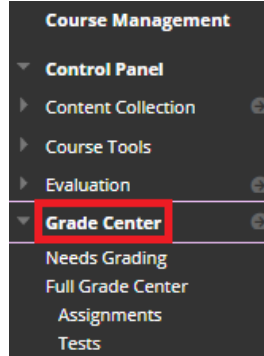 Course Management
Control Panel
Content Collection
Course Tools
Evaluation
Grade Center
Needs Grading
Full Grade Center
Assignments
Tests